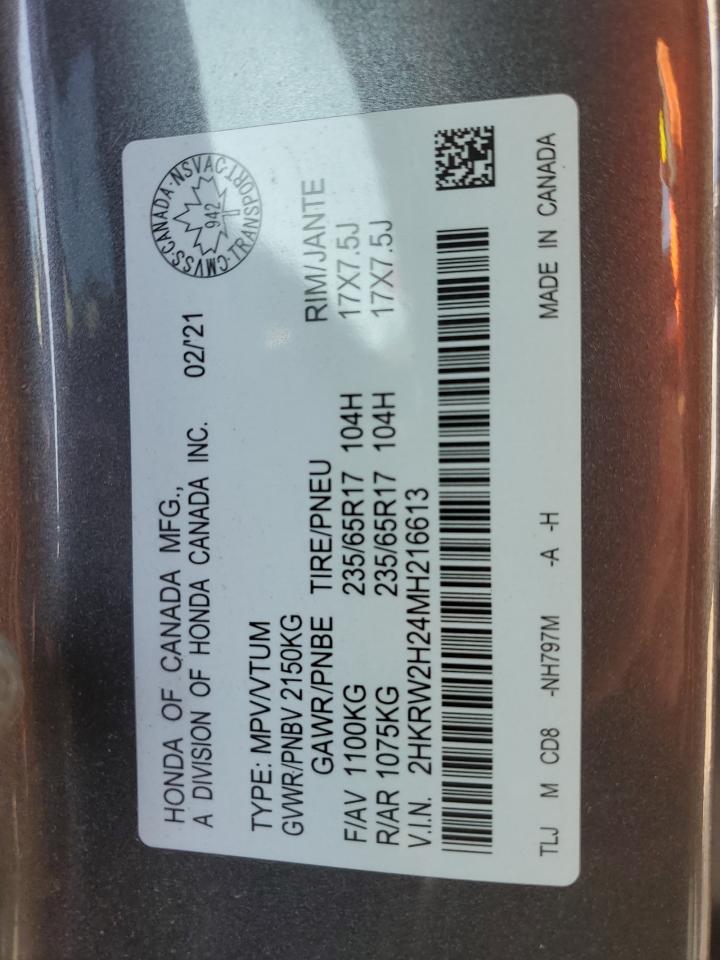 HONDA OF CANADA MFG.,
A DIVISION OF HONDA CANADA INC. 02/'21
CMVSS·CANADA·NSVAC·TRANSPORT·
942
TYPE: MPV/VTUM
GVWR/PNBV 2150KG
GAWR/PNBE TIRE/PNEU RIM/JANTE
F/AV 1100KG 235/65R17 104H 17X7.5J
R/AR 1075KG 235/65R17 104H 17X7.5J
V.I.N. 2HKRW2H24MH216613
TLJ M CD8 -NH797M -A -H MADE IN CANADA